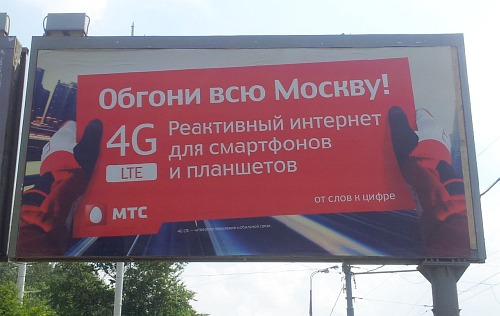 Обгони всю Москву!
4G
LTE
Реактивный интернет
для смартфонов
и планшетов
МТС
от слов к цифре